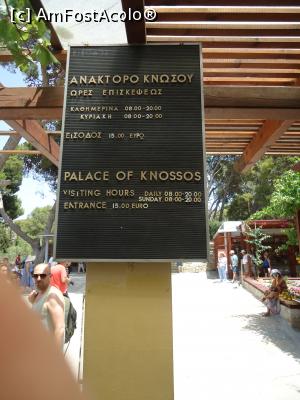 (c) AmFostAcolo®
ΑΝΑΚΤΟΡΟ ΚΝΩΣΟΥ
ΩΡΕΣ ΕΠΙΣΚΕΨΕΩΣ
ΚΑΘΗΜΕΡΙΝΑ 08.00-20.00
ΚΥΡΙΑΚΗ 08.00-20.00
ΕΙΣΟΔΟΣ 15.00 ΕΥΡΩ
PALACE OF KNOSSOS
VISITING HOURS DAILY 08.00-20.00
SUNDAY 08.00-20.00
ENTRANCE 15.00 EURO